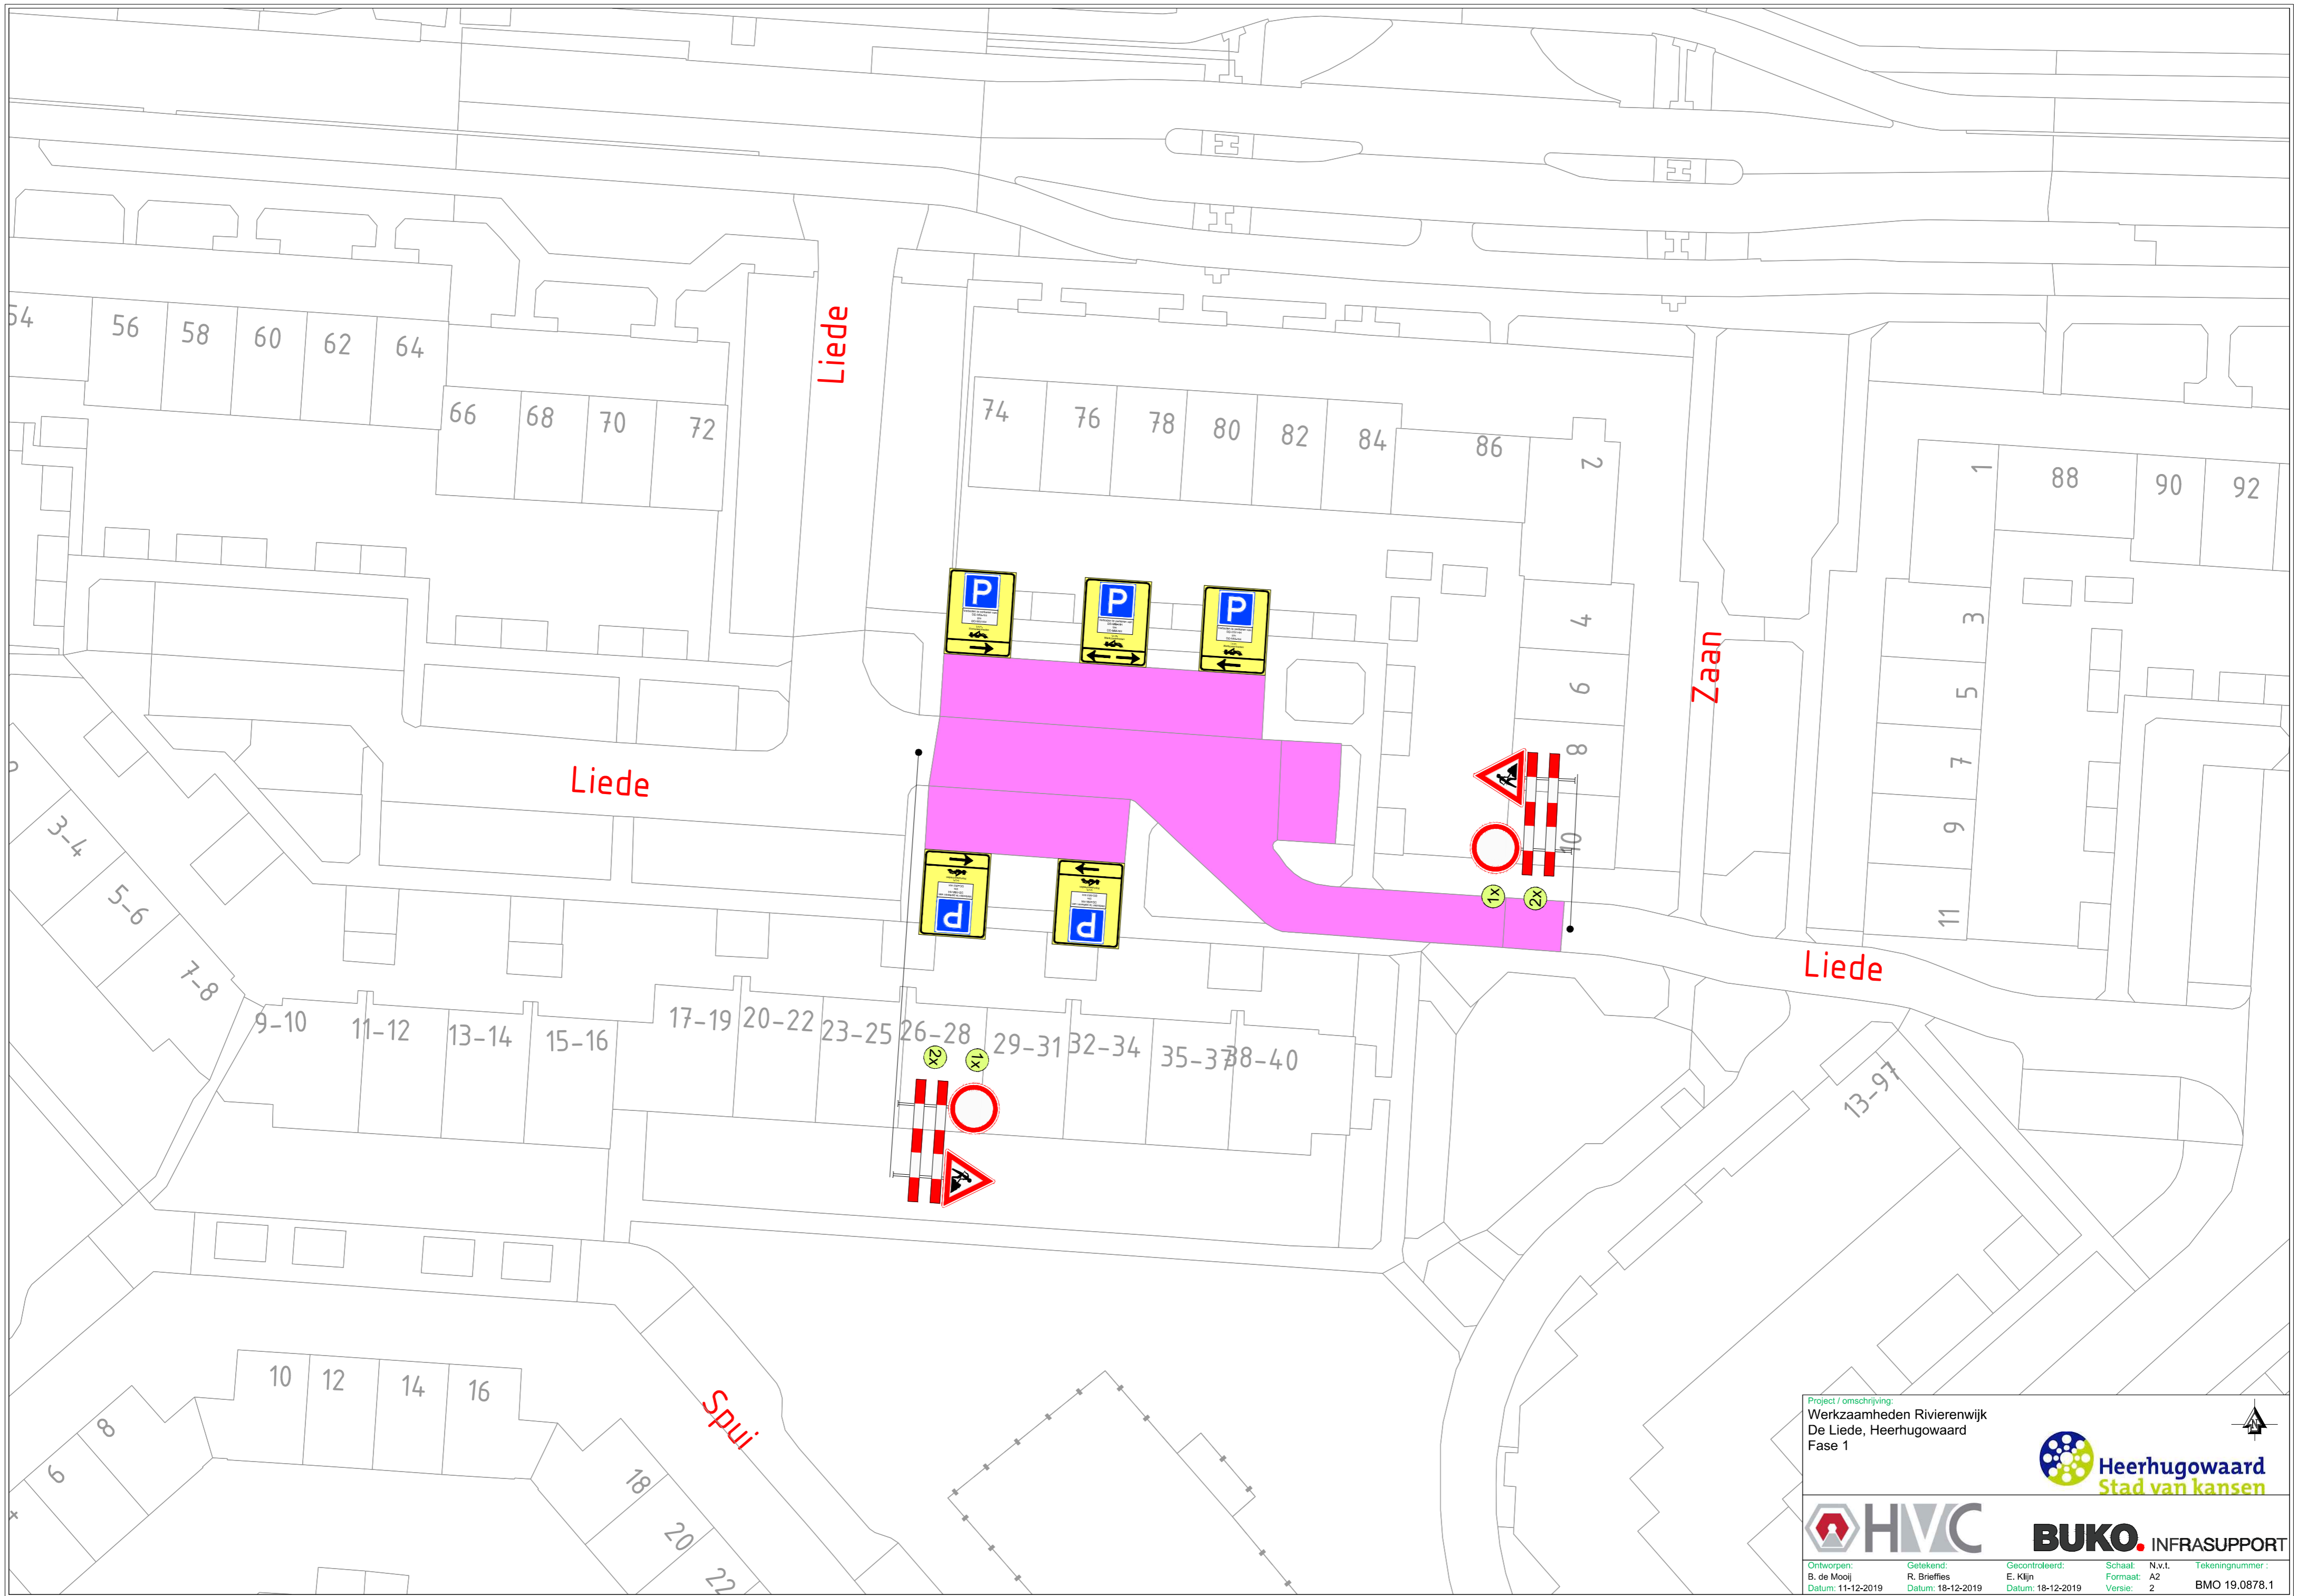 Liede
54
56
58
60
62
64
66
68
70
72
74
76
78
80
82
84
86
2
1
88
90
92
P
P
P
4
6
8
10
Zaan
3
5
7
9
11
Liede
3-4
5-6
7-8
P
P
1x
2x
Liede
9-10
11-12
13-14
15-16
17-19
20-22
23-25
26-28
29-31
32-34
35-37
38-40
2x
1x
13-97
10
12
14
16
8
6
18
20
22
Spui
Project / omschrijving:
Werkzaamheden Rivierenwijk
De Liede, Heerhugowaard
Fase 1
N
Heerhugowaard
Stad van kansen
HVC
BUKO. INFRASUPPORT
Ontworpen: Getekend: Gecontroleerd: Schaal: N.v.t. Tekeningnummer :
B. de Mooij R. Brieffies E. Klijn Formaat: A2
Datum: 11-12-2019 Datum: 18-12-2019 Datum: 18-12-2019 Versie: 2 BMO 19.0878.1